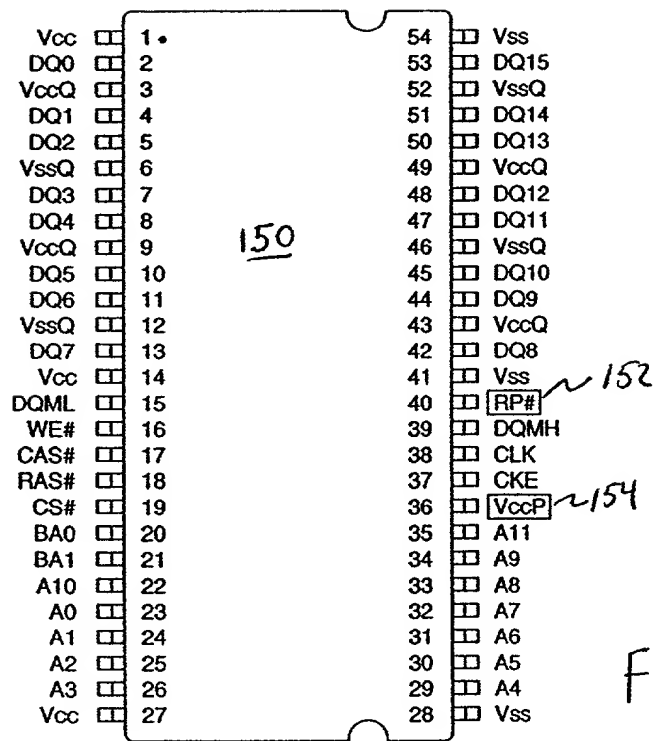 Vcc 1 54 Vss
DQ0 2 53 DQ15
VccQ 3 52 VssQ
DQ1 4 51 DQ14
DQ2 5 50 DQ13
VssQ 6 49 VccQ
DQ3 7 48 DQ12
DQ4 8 47 DQ11
150
VccQ 9 46 VssQ
DQ5 10 45 DQ10
DQ6 11 44 DQ9
VssQ 12 43 VccQ
DQ7 13 42 DQ8
Vcc 14 41 Vss
152
DQML 15 40 RP#
WE# 16 39 DQMH
CAS# 17 38 CLK
RAS# 18 37 CKE
CS# 19 36 VccP 154
BA0 20 35 A11
BA1 21 34 A9
A10 22 33 A8
A0 23 32 A7
A1 24 31 A6
A2 25 30 A5
A3 26 29 A4
F
Vcc 27 28 Vss